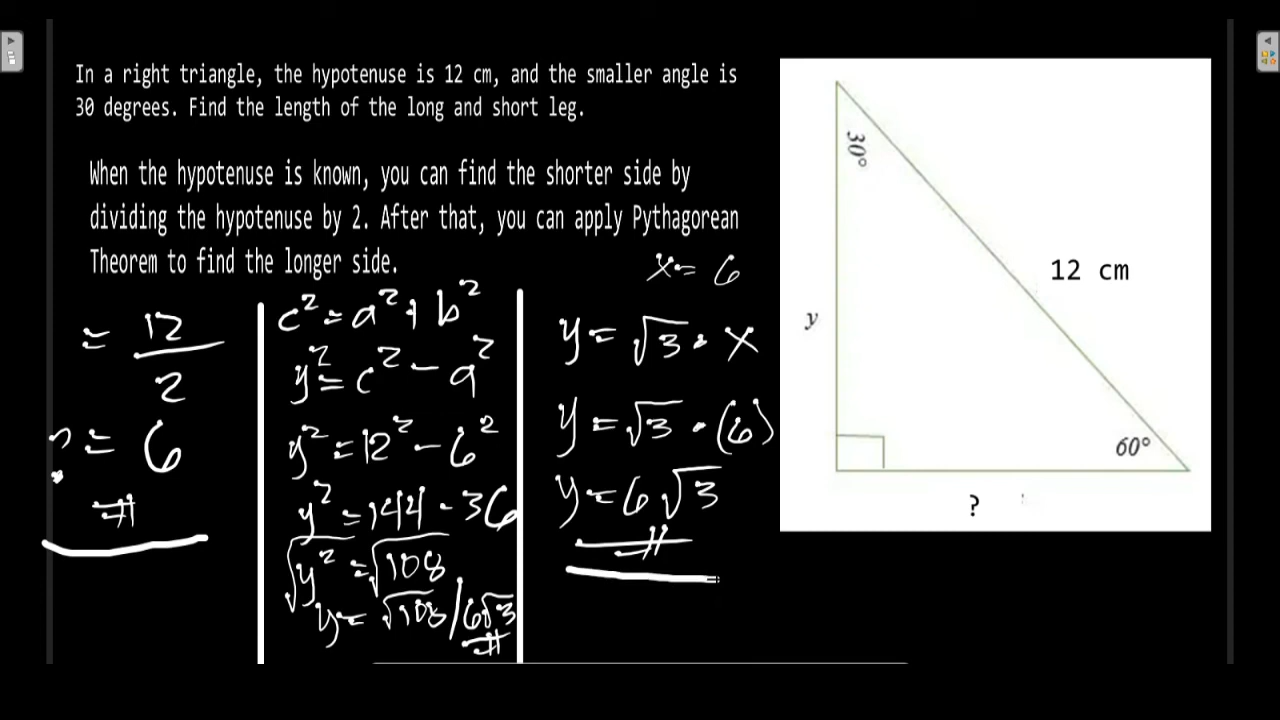 In a right triangle, the hypotenuse is 12 cm, and the smaller angle is
30 degrees. Find the length of the long and short leg.
When the hypotenuse is known, you can find the shorter side by
dividing the hypotenuse by 2. After that, you can apply Pythagorean
Theorem to find the longer side.
= 12
2
? = 6
c² = a² + b²
y² = c² - a²
y² = 12² - 6²
y² = 144 - 36
√y² = √108
y = √108 / 6√3
x = 6
y = √3 • x
y = √3 • (6)
y = 6√3
30°
12 cm
y
60°
?